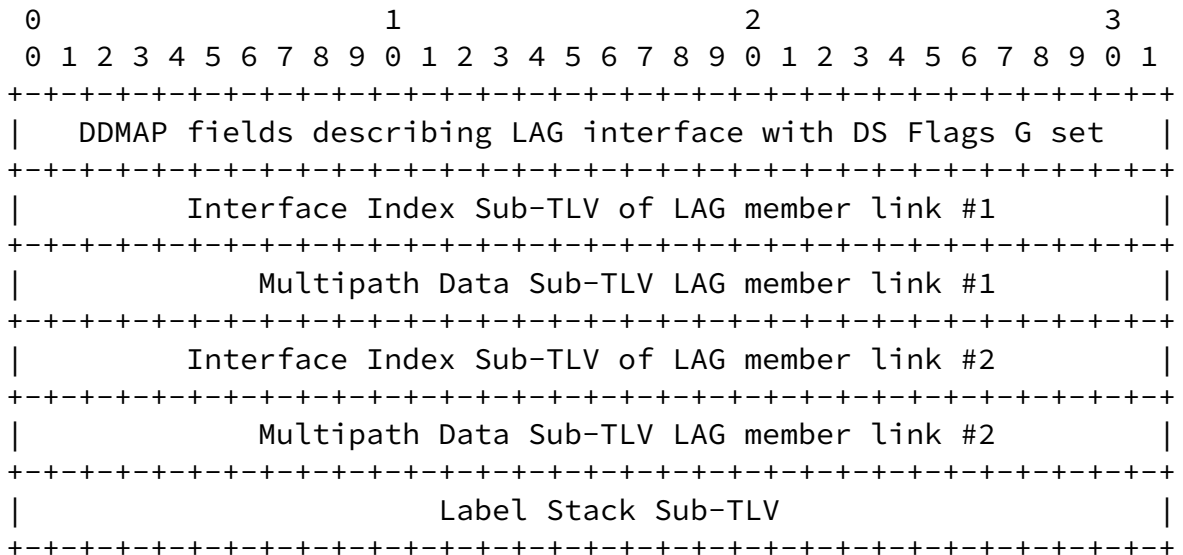 0                   1                   2                   3
 0 1 2 3 4 5 6 7 8 9 0 1 2 3 4 5 6 7 8 9 0 1 2 3 4 5 6 7 8 9 0 1
+-+-+-+-+-+-+-+-+-+-+-+-+-+-+-+-+-+-+-+-+-+-+-+-+-+-+-+-+-+-+-+-+
|   DDMAP fields describing LAG interface with DS Flags G set   |
+-+-+-+-+-+-+-+-+-+-+-+-+-+-+-+-+-+-+-+-+-+-+-+-+-+-+-+-+-+-+-+-+
|         Interface Index Sub-TLV of LAG member link #1         |
+-+-+-+-+-+-+-+-+-+-+-+-+-+-+-+-+-+-+-+-+-+-+-+-+-+-+-+-+-+-+-+-+
|             Multipath Data Sub-TLV LAG member link #1         |
+-+-+-+-+-+-+-+-+-+-+-+-+-+-+-+-+-+-+-+-+-+-+-+-+-+-+-+-+-+-+-+-+
|         Interface Index Sub-TLV of LAG member link #2         |
+-+-+-+-+-+-+-+-+-+-+-+-+-+-+-+-+-+-+-+-+-+-+-+-+-+-+-+-+-+-+-+-+
|             Multipath Data Sub-TLV LAG member link #2         |
+-+-+-+-+-+-+-+-+-+-+-+-+-+-+-+-+-+-+-+-+-+-+-+-+-+-+-+-+-+-+-+-+
|                       Label Stack Sub-TLV                     |
+-+-+-+-+-+-+-+-+-+-+-+-+-+-+-+-+-+-+-+-+-+-+-+-+-+-+-+-+-+-+-+-+